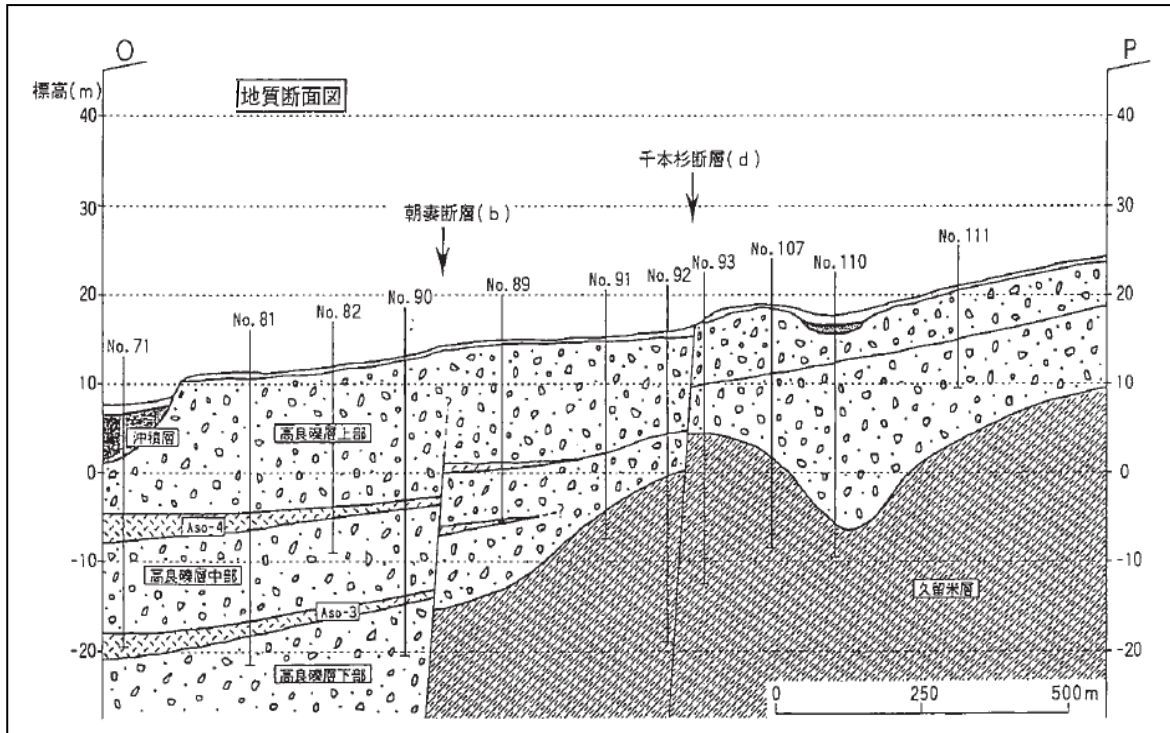 O
P
標高(m)
地質断面図
40
40
千本杉断層(d)
30
30
朝妻断層(b)
No.111
No.107
No.93
No.110
No.92
No.91
No.89
No.90
20
20
No.82
No.81
No.71
10
10
?
沖積層
高良礫層上部
0
0
?
Aso-4
-10
-10
高良礫層中部
久留米層
Aso-3
-20
-20
高良礫層下部
0 250 500m